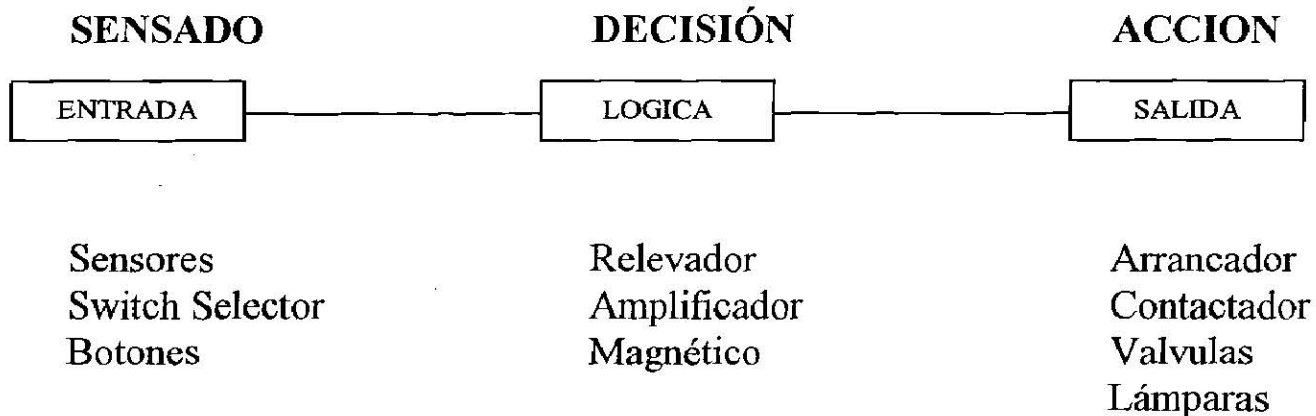 SENSADO DECISIÓN ACCION
ENTRADA LOGICA SALIDA
Sensores Relevador Arrancador
Switch Selector Amplificador Contactador
Botones Magnético Valvulas
Lámparas